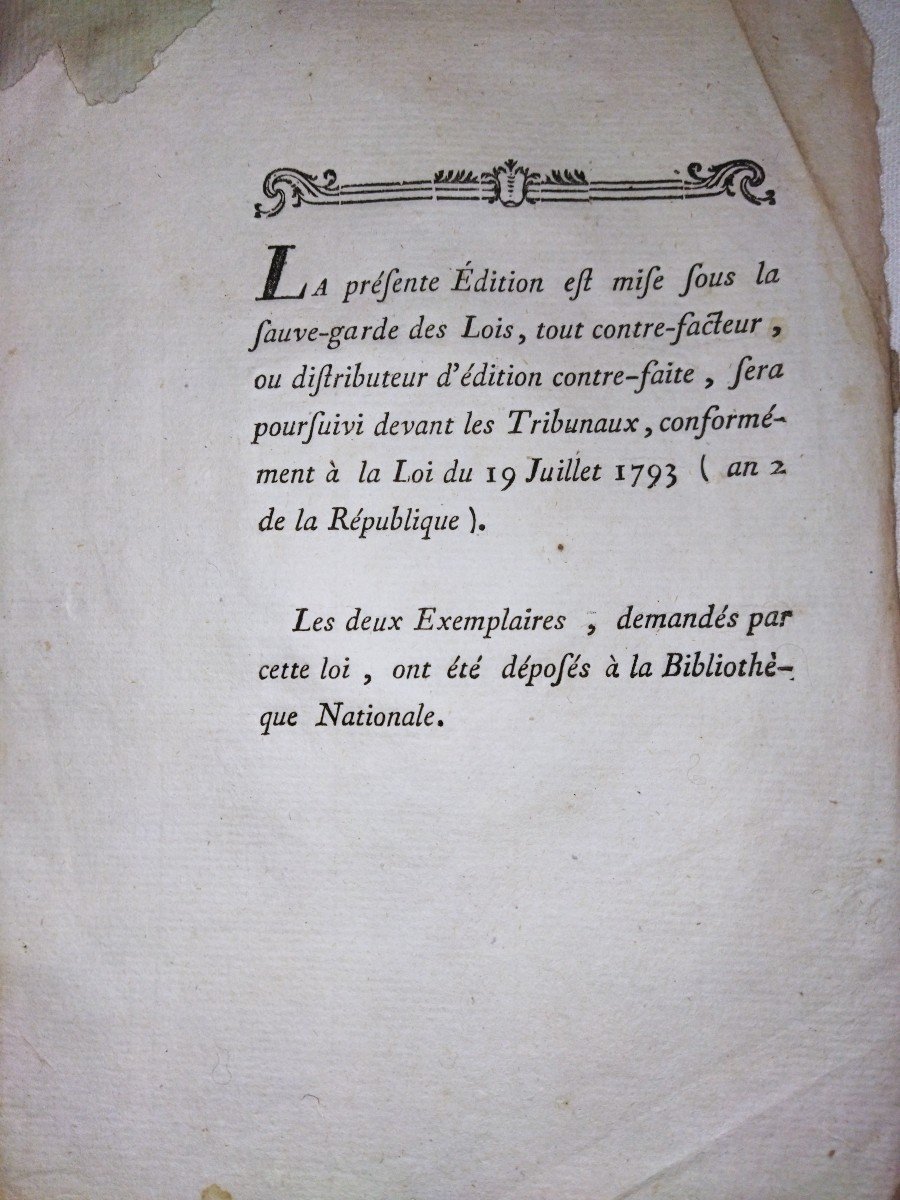 LA préſente Édition eſt miſe ſous la
ſauve-garde des Lois, tout contre-facteur,
ou diſtributeur d'édition contre-faite, ſera
pourſuivi devant les Tribunaux, conformé-
ment à la Loi du 19 Juillet 1793 ( an 2
de la République ).
Les deux Exemplaires , demandés par
cette loi , ont été dépoſés à la Bibliothè-
que Nationale.